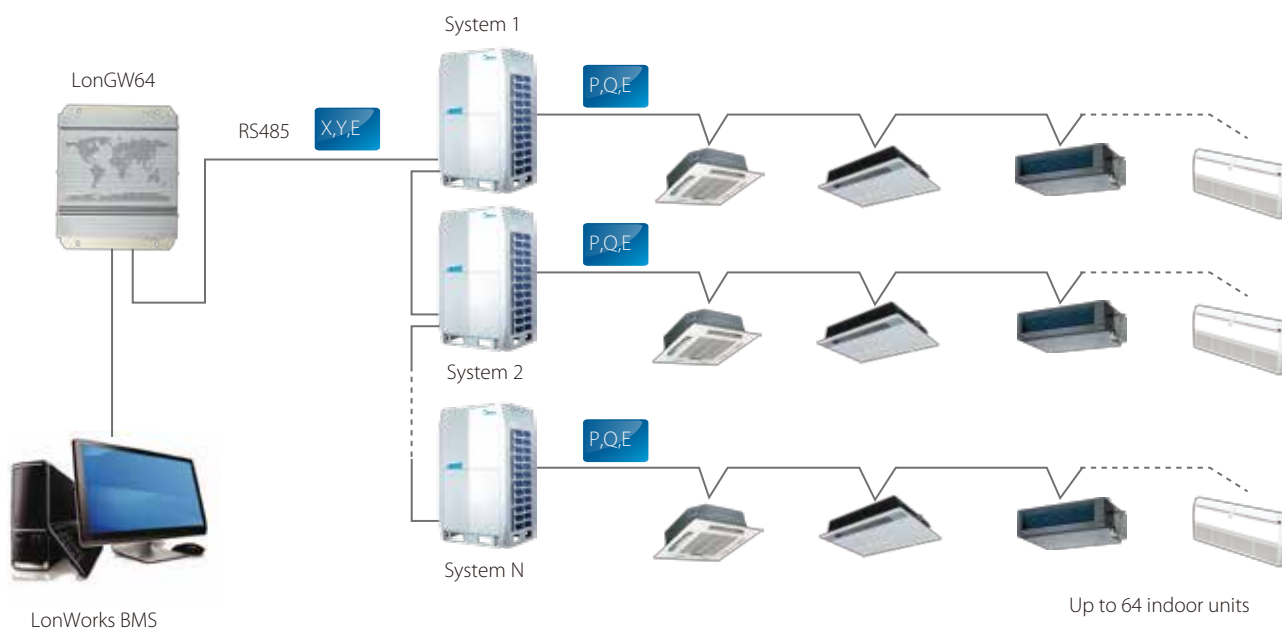 System 1
LonGW64
P,Q,E
RS485
X,Y,E
P,Q,E
System 2
P,Q,E
System N
Up to 64 indoor units
LonWorks BMS